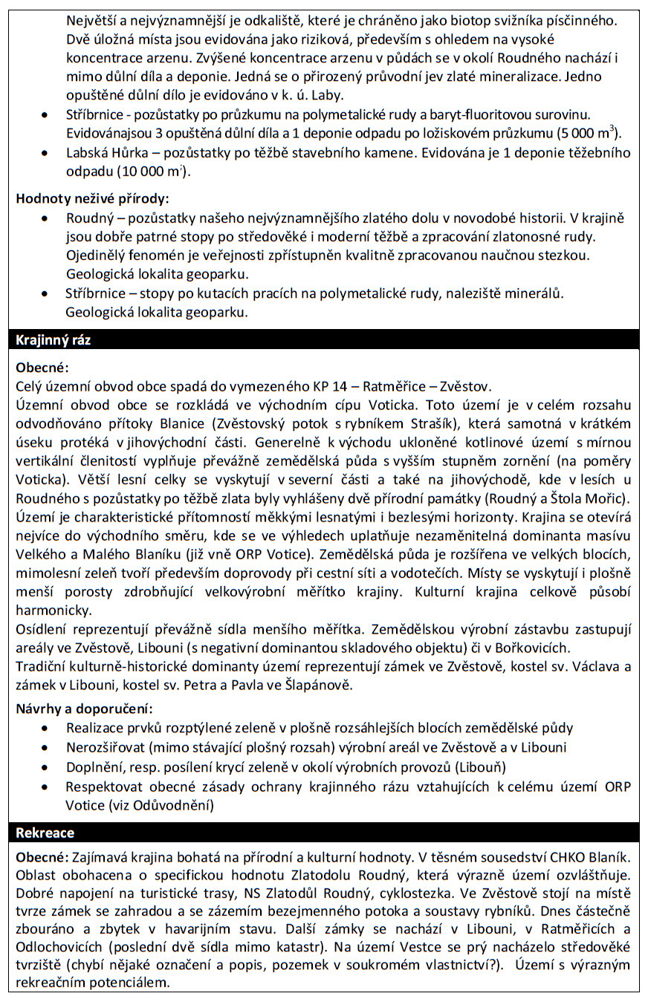 Největší a nejvýznamnější je odkaliště, které je chráněno jako biotop svižníka písčinného.
Dvě úložná místa jsou evidována jako riziková, především s ohledem na vysoké
koncentrace arzenu. Zvýšené koncentrace arzenu v půdách se v okolí Roudného nachází i
mimo důlní díla a deponie. Jedná se o přirozený průvodní jev zlaté mineralizace. Jedno
opuštěné důlní dílo je evidováno v k. ú. Laby.
• Stříbrnice - pozůstatky po průzkumu na polymetalické rudy a baryt-fluoritovou surovinu.
Evidovánajsou 3 opuštěná důlní díla a 1 deponie odpadu po ložiskovém průzkumu (5 000 m³).
• Labská Hůrka – pozůstatky po těžbě stavebního kamene. Evidována je 1 deponie těžebního
odpadu (10 000 m).
Hodnoty neživé přírody:
• Roudný – pozůstatky našeho nejvýznamnějšího zlatého dolu v novodobé historii. V krajině
jsou dobře patrné stopy po středověké i moderní těžbě a zpracování zlatonosné rudy.
Ojedinělý fenomén je veřejnosti zpřístupněn kvalitně zpracovanou naučnou stezkou.
Geologická lokalita geoparku.
• Stříbrnice – stopy po kutacích pracích na polymetalické rudy, naleziště minerálů.
Geologická lokalita geoparku.
Krajinný ráz
Obecné:
Celý územní obvod obce spadá do vymezeného KP 14 – Ratměřice – Zvěstov.
Územní obvod obce se rozkládá ve východním cípu Voticka. Toto území je v celém rozsahu
odvodňováno přítoky Blanice (Zvěstovský potok s rybníkem Strašík), která samotná v krátkém
úseku protéká v jihovýchodní části. Generelně k východu ukloněné kotlinové území s mírnou
vertikální členitostí vyplňuje převážně zemědělská půda s vyšším stupněm zornění (na poměry
Voticka). Větší lesní celky se vyskytují v severní části a také na jihovýchodě, kde v lesích u
Roudného s pozůstatky po těžbě zlata byly vyhlášeny dvě přírodní památky (Roudný a Štola Mořic).
Území je charakteristické přítomností měkkými lesnatými i bezlesými horizonty. Krajina se otevírá
nejvíce do východního směru, kde se ve výhledech uplatňuje nezaměnitelná dominanta masívu
Velkého a Malého Blaníku (již vně ORP Votice). Zemědělská půda je rozšířena ve velkých blocích,
mimolesní zeleň tvoří především doprovody při cestní síti a vodotečích. Místy se vyskytují i plošně
menší porosty zdrobňující velkovýrobní měřítko krajiny. Kulturní krajina celkově působí
harmonicky.
Osídlení reprezentují převážně sídla menšího měřítka. Zemědělskou výrobní zástavbu zastupují
areály ve Zvěstově, Libouni (s negativní dominantou skladového objektu) či v Bořkovicích.
Tradiční kulturně-historické dominanty území reprezentují zámek ve Zvěstově, kostel sv. Václava a
zámek v Libouni, kostel sv. Petra a Pavla ve Šlapánově.
Návrhy a doporučení:
• Realizace prvků rozptýlené zeleně v plošně rozsáhlejších blocích zemědělské půdy
• Nerozšiřovat (mimo stávající plošný rozsah) výrobní areál ve Zvěstově a v Libouni
• Doplnění, resp. posílení krycí zeleně v okolí výrobních provozů (Libouň)
• Respektovat obecné zásady ochrany krajinného rázu vztahujících k celému území ORP
Votice (viz Odůvodnění)
Rekreace
Obecné: Zajímavá krajina bohatá na přírodní a kulturní hodnoty. V těsném sousedství CHKO Blaník.
Oblast obohacena o specifickou hodnotu Zlatodolu Roudný, která výrazně území ozvláštňuje.
Dobré napojení na turistické trasy, NS Zlatodůl Roudný, cyklostezka. Ve Zvěstově stojí na místě
tvrze zámek se zahradou a se zázemím bezejmenného potoka a soustavy rybníků. Dnes částečně
zbouráno a zbytek v havarijním stavu. Další zámky se nachází v Libouni, v Ratměřicích a
Odlochovicích (poslední dvě sídla mimo katastr). Na území Vestce se prý nacházelo středověké
tvrziště (chybí nějaké označení a popis, pozemek v soukromém vlastnictví?). Území s výrazným
rekreačním potenciálem.